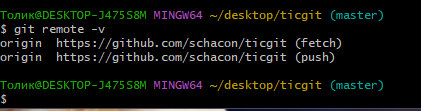 Толик@DESKTOP-J475S8M MINGW64 ~/desktop/ticgit (master)
$ git remote -v
origin  https://github.com/schacon/ticgit (fetch)
origin  https://github.com/schacon/ticgit (push)
Толик@DESKTOP-J475S8M MINGW64 ~/desktop/ticgit (master)
$